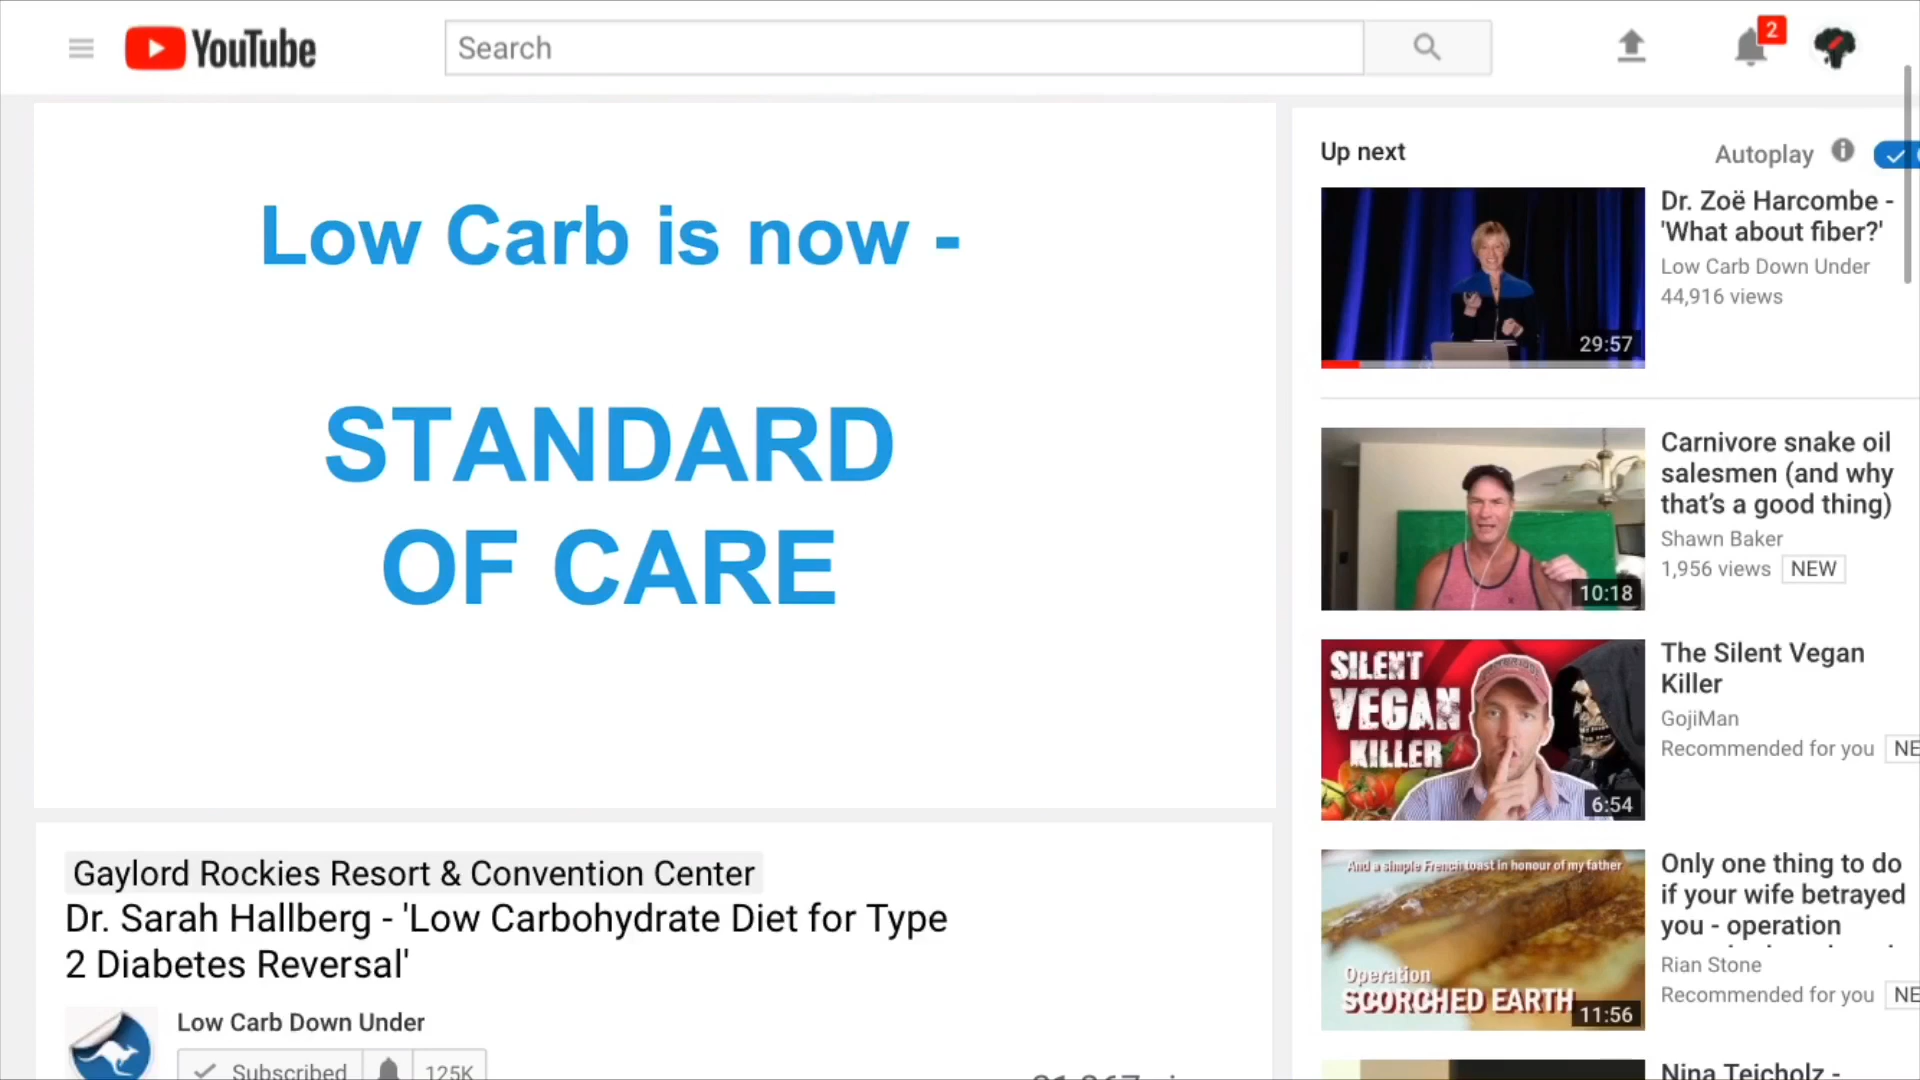 YouTube
Search
2
Low Carb is now -
STANDARD
OF CARE
Gaylord Rockies Resort & Convention Center
Dr. Sarah Hallberg - 'Low Carbohydrate Diet for Type
2 Diabetes Reversal'
Low Carb Down Under
Subscribed
125K
Up next
Autoplay
29:57
Dr. Zoë Harcombe -
'What about fiber?'
Low Carb Down Under
44,916 views
10:18
Carnivore snake oil
salesmen (and why
that’s a good thing)
Shawn Baker
1,956 views
NEW
SILENT
VEGAN
KILLER
6:54
The Silent Vegan
Killer
GojiMan
Recommended for you
NE
And a simple French toast in honour of my father
Operation
SCORCHED EARTH
11:56
Only one thing to do
if your wife betrayed
you - operation
Rian Stone
Recommended for you
NE
Nina Teicholz -